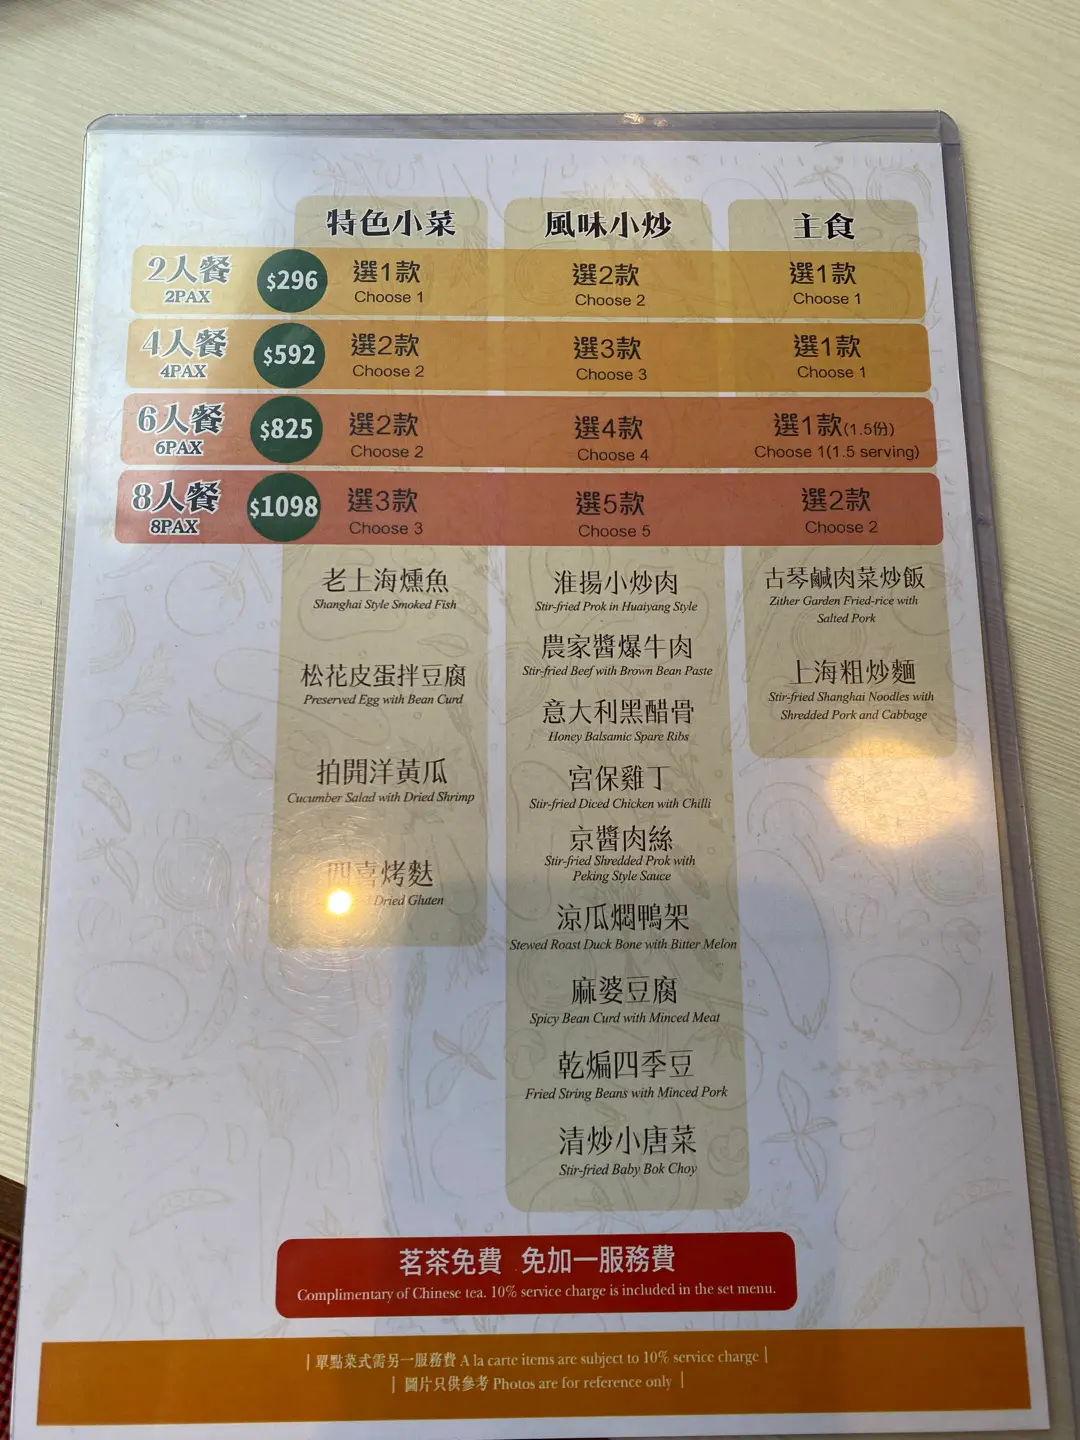 特色小菜
風味小炒
主食
2人餐
2PAX
$296
選1款
Choose 1
選2款
Choose 2
選1款
Choose 1
4人餐
4PAX
$592
選2款
Choose 2
選3款
Choose 3
選1款
Choose 1
6人餐
6PAX
$825
選2款
Choose 2
選4款
Choose 4
選1款(1.5份)
Choose 1(1.5 serving)
8人餐
8PAX
$1098
選3款
Choose 3
選5款
Choose 5
選2款
Choose 2
老上海燻魚
Shanghai Style Smoked Fish
松花皮蛋拌豆腐
Preserved Egg with Bean Curd
拍開洋黃瓜
Cucumber Salad with Dried Shrimp
四喜烤麩
Dried Gluten
淮揚小炒肉
Stir-fried Prok in Huaiyang Style
農家醬爆牛肉
Stir-fried Beef with Brown Bean Paste
意大利黑醋骨
Honey Balsamic Spare Ribs
宮保雞丁
Stir-fried Diced Chicken with Chilli
京醬肉絲
Stir-fried Shredded Prok with
Peking Style Sauce
涼瓜燜鴨架
Stewed Roast Duck Bone with Bitter Melon
麻婆豆腐
Spicy Bean Curd with Minced Meat
乾煸四季豆
Fried String Beans with Minced Pork
清炒小唐菜
Stir-fried Baby Bok Choy
古琴鹹肉菜炒飯
Zither Garden Fried-rice with
Salted Pork
上海粗炒麵
Stir-fried Shanghai Noodles with
Shredded Pork and Cabbage
茗茶免費 免加一服務費
Complimentary of Chinese tea. 10% service charge is included in the set menu.
| 單點菜式需另一服務費 A la carte items are subject to 10% service charge |
| 圖片只供參考 Photos are for reference only |